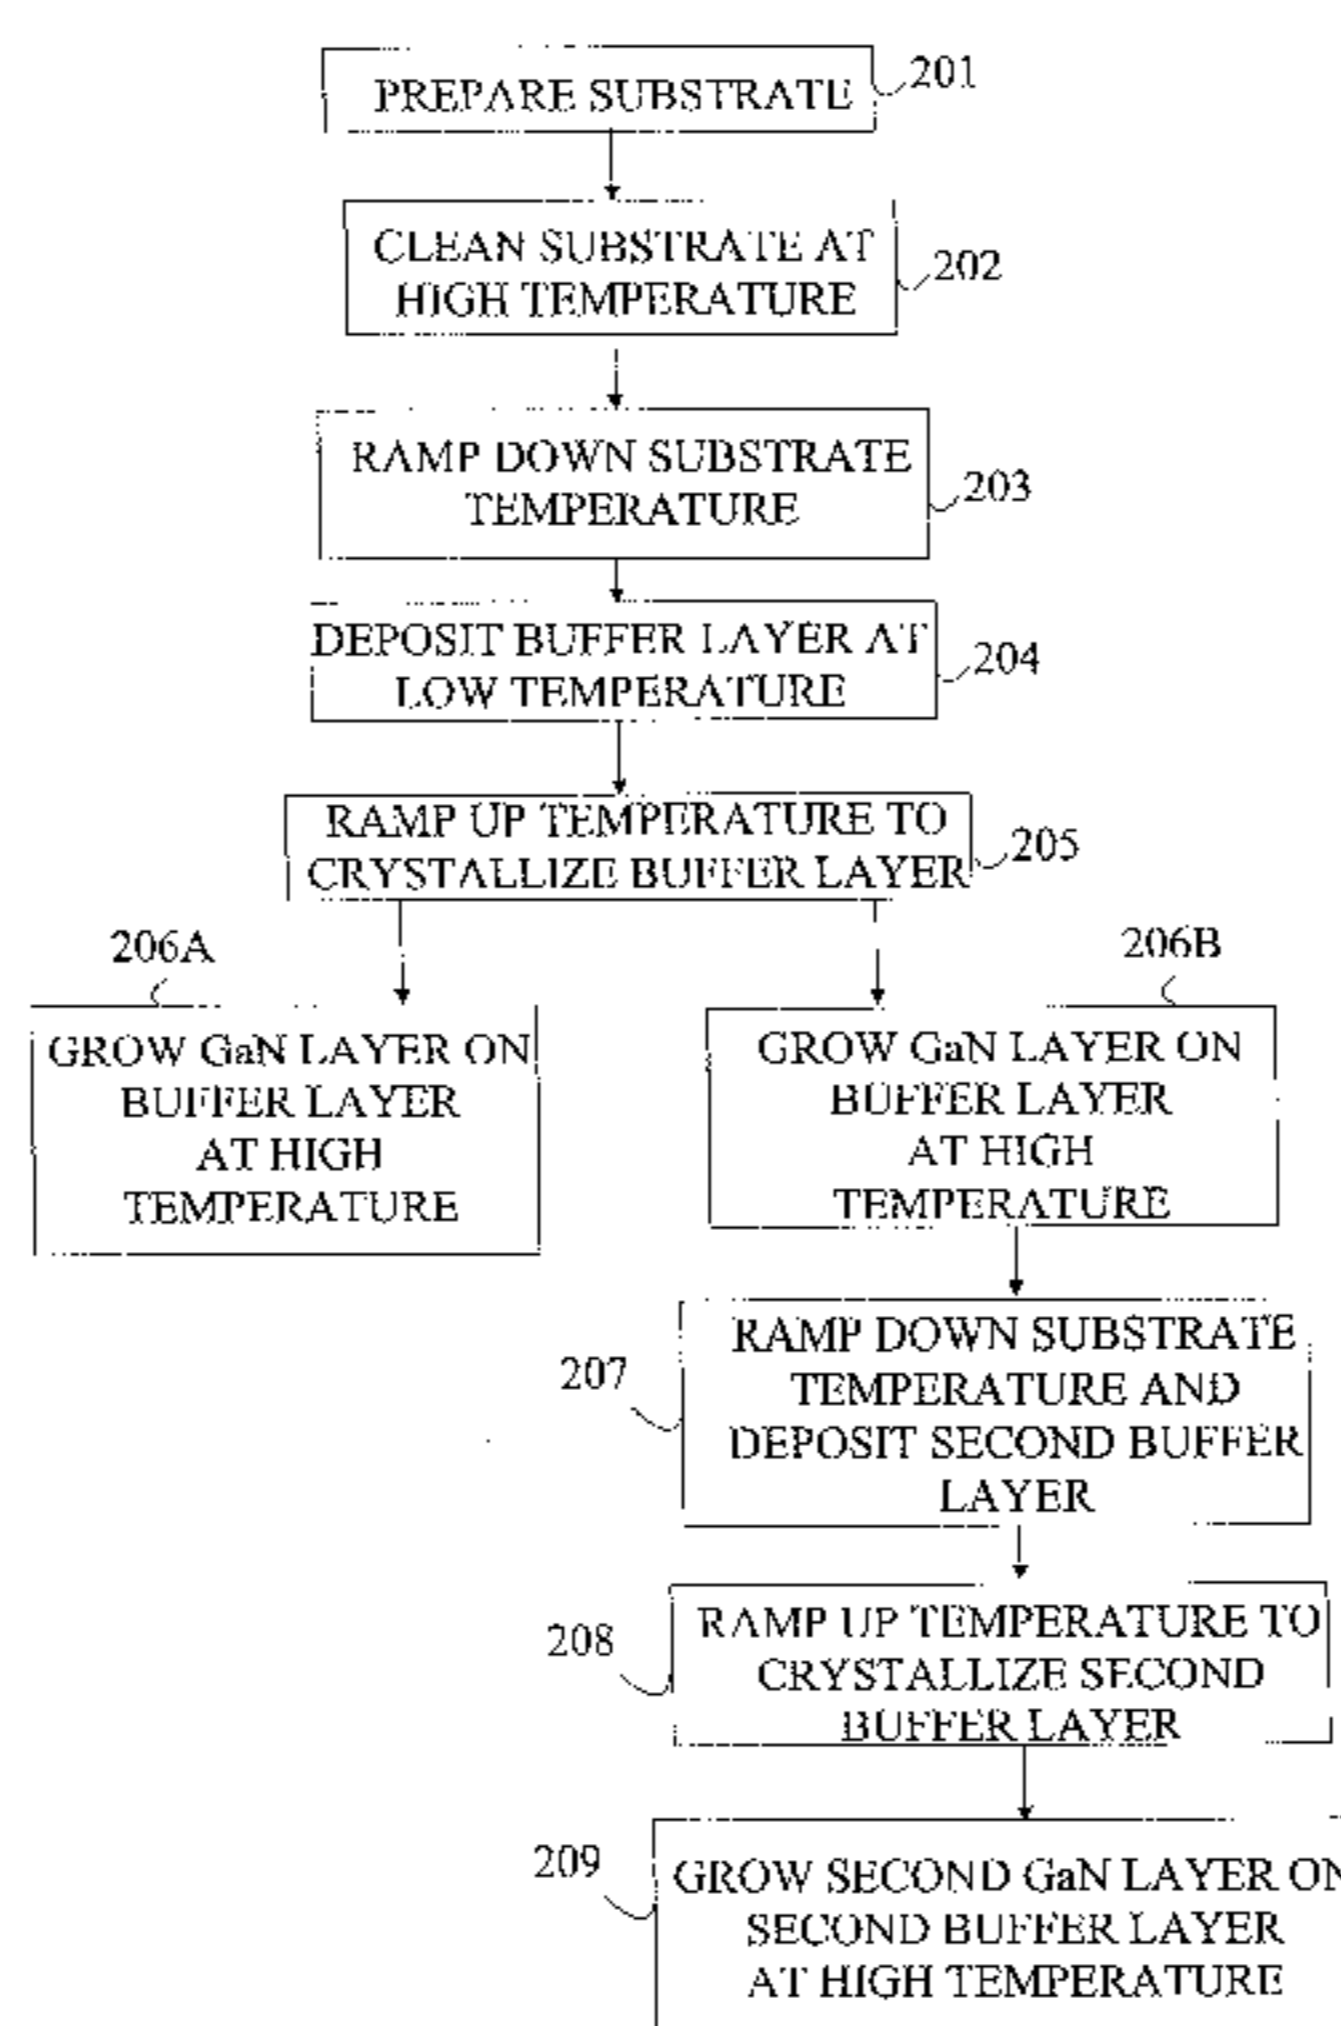 PREPARE SUBSTRATE
201
CLEAN SUBSTRATE AT
HIGH TEMPERATURE
202
RAMP DOWN SUBSTRATE
TEMPERATURE
203
DEPOSIT BUFFER LAYER AT
LOW TEMPERATURE
204
RAMP UP TEMPERATURE TO
CRYSTALLIZE BUFFER LAYER
205
206A
GROW GaN LAYER ON
BUFFER LAYER
AT HIGH
TEMPERATURE
206B
GROW GaN LAYER ON
BUFFER LAYER
AT HIGH
TEMPERATURE
207
RAMP DOWN SUBSTRATE
TEMPERATURE AND
DEPOSIT SECOND BUFFER
LAYER
208
RAMP UP TEMPERATURE TO
CRYSTALLIZE SECOND
BUFFER LAYER
209
GROW SECOND GaN LAYER ON
SECOND BUFFER LAYER
AT HIGH TEMPERATURE